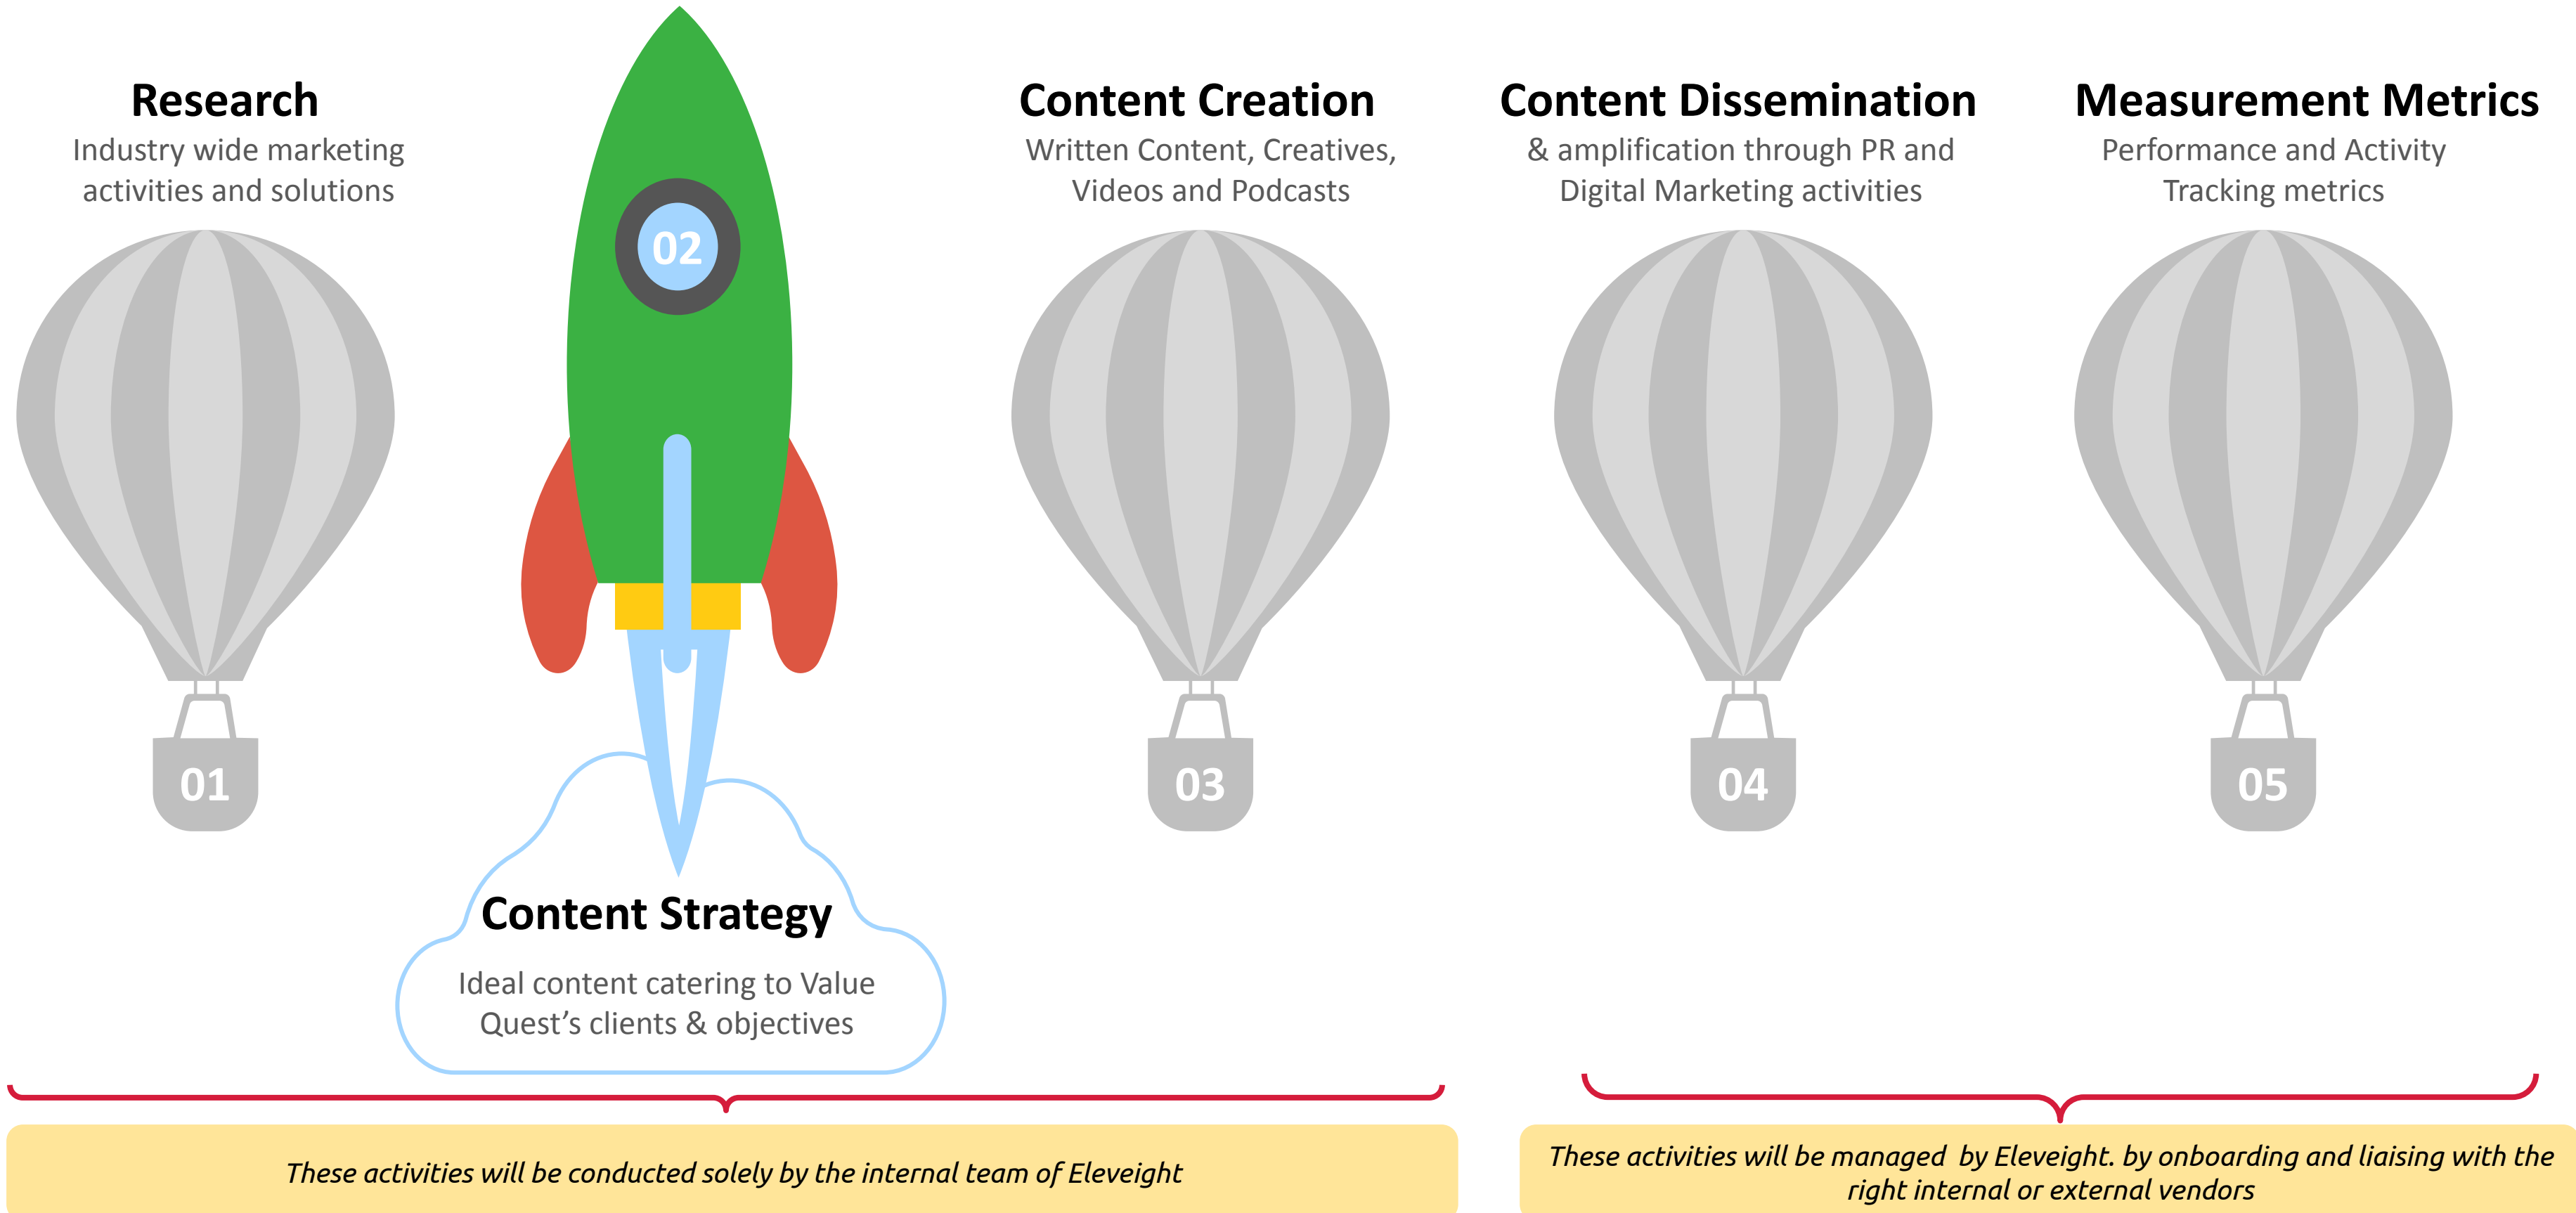 Research
Industry wide marketing
activities and solutions
01
02
Content Strategy
Ideal content catering to Value
Quest’s clients & objectives
Content Creation
Written Content, Creatives,
Videos and Podcasts
03
Content Dissemination
& amplification through PR and
Digital Marketing activities
04
Measurement Metrics
Performance and Activity
Tracking metrics
05
These activities will be conducted solely by the internal team of Eleveight
These activities will be managed  by Eleveight. by onboarding and liaising with the
right internal or external vendors